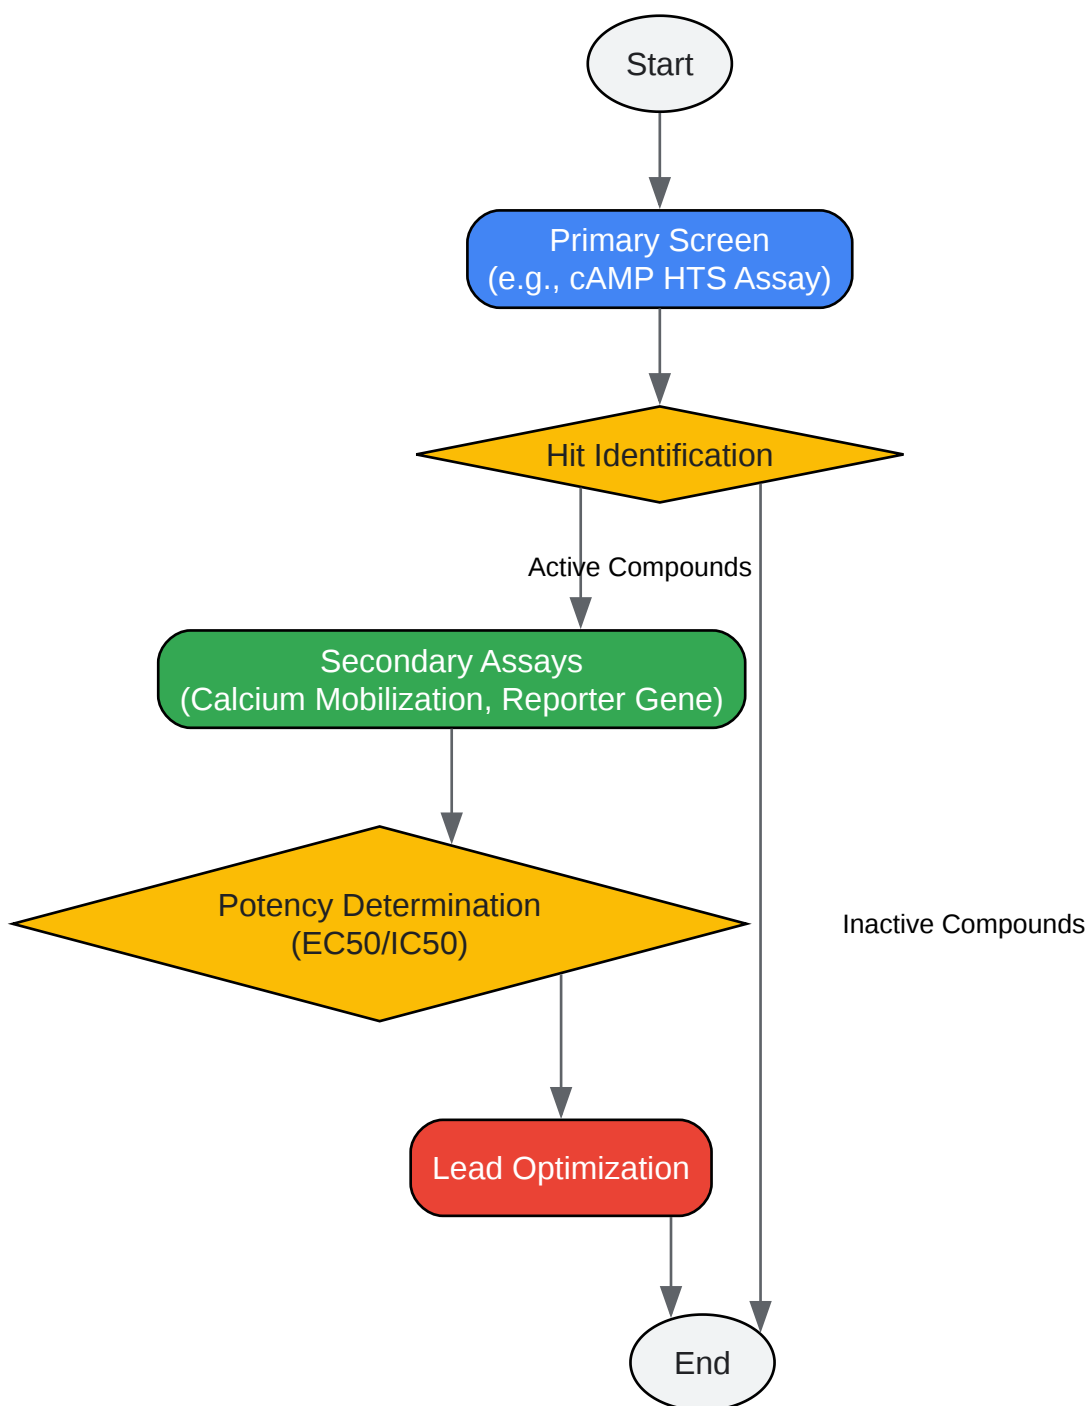 Start
Primary Screen
(e.g., cAMP HTS Assay)
Hit Identification
Active Compounds
Secondary Assays
(Calcium Mobilization, Reporter Gene)
Potency Determination
(EC50/IC50)
Inactive Compounds
Lead Optimization
End